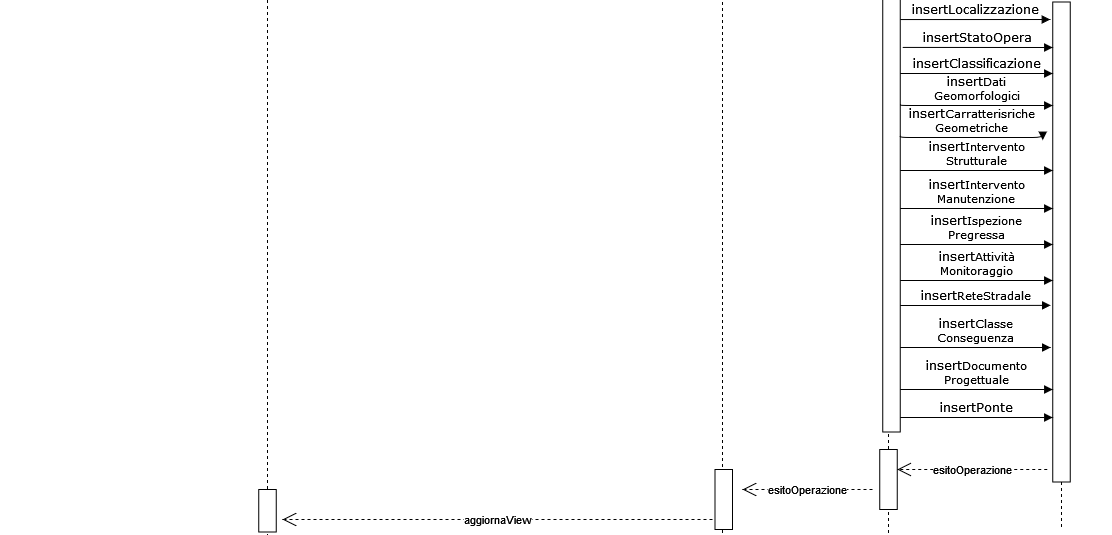 insertLocalizzazione
insertStatoOpera
insertClassificazione
insertDati
Geomorfologici
insertCarratterisriche
Geometriche
insertIntervento
Strutturale
insertIntervento
Manutenzione
insertIspezione
Pregressa
insertAttività
Monitoraggio
insertReteStradale
insertClasse
Conseguenza
insertDocumento
Progettuale
insertPonte
esitoOperazione
esitoOperazione
aggiornaView